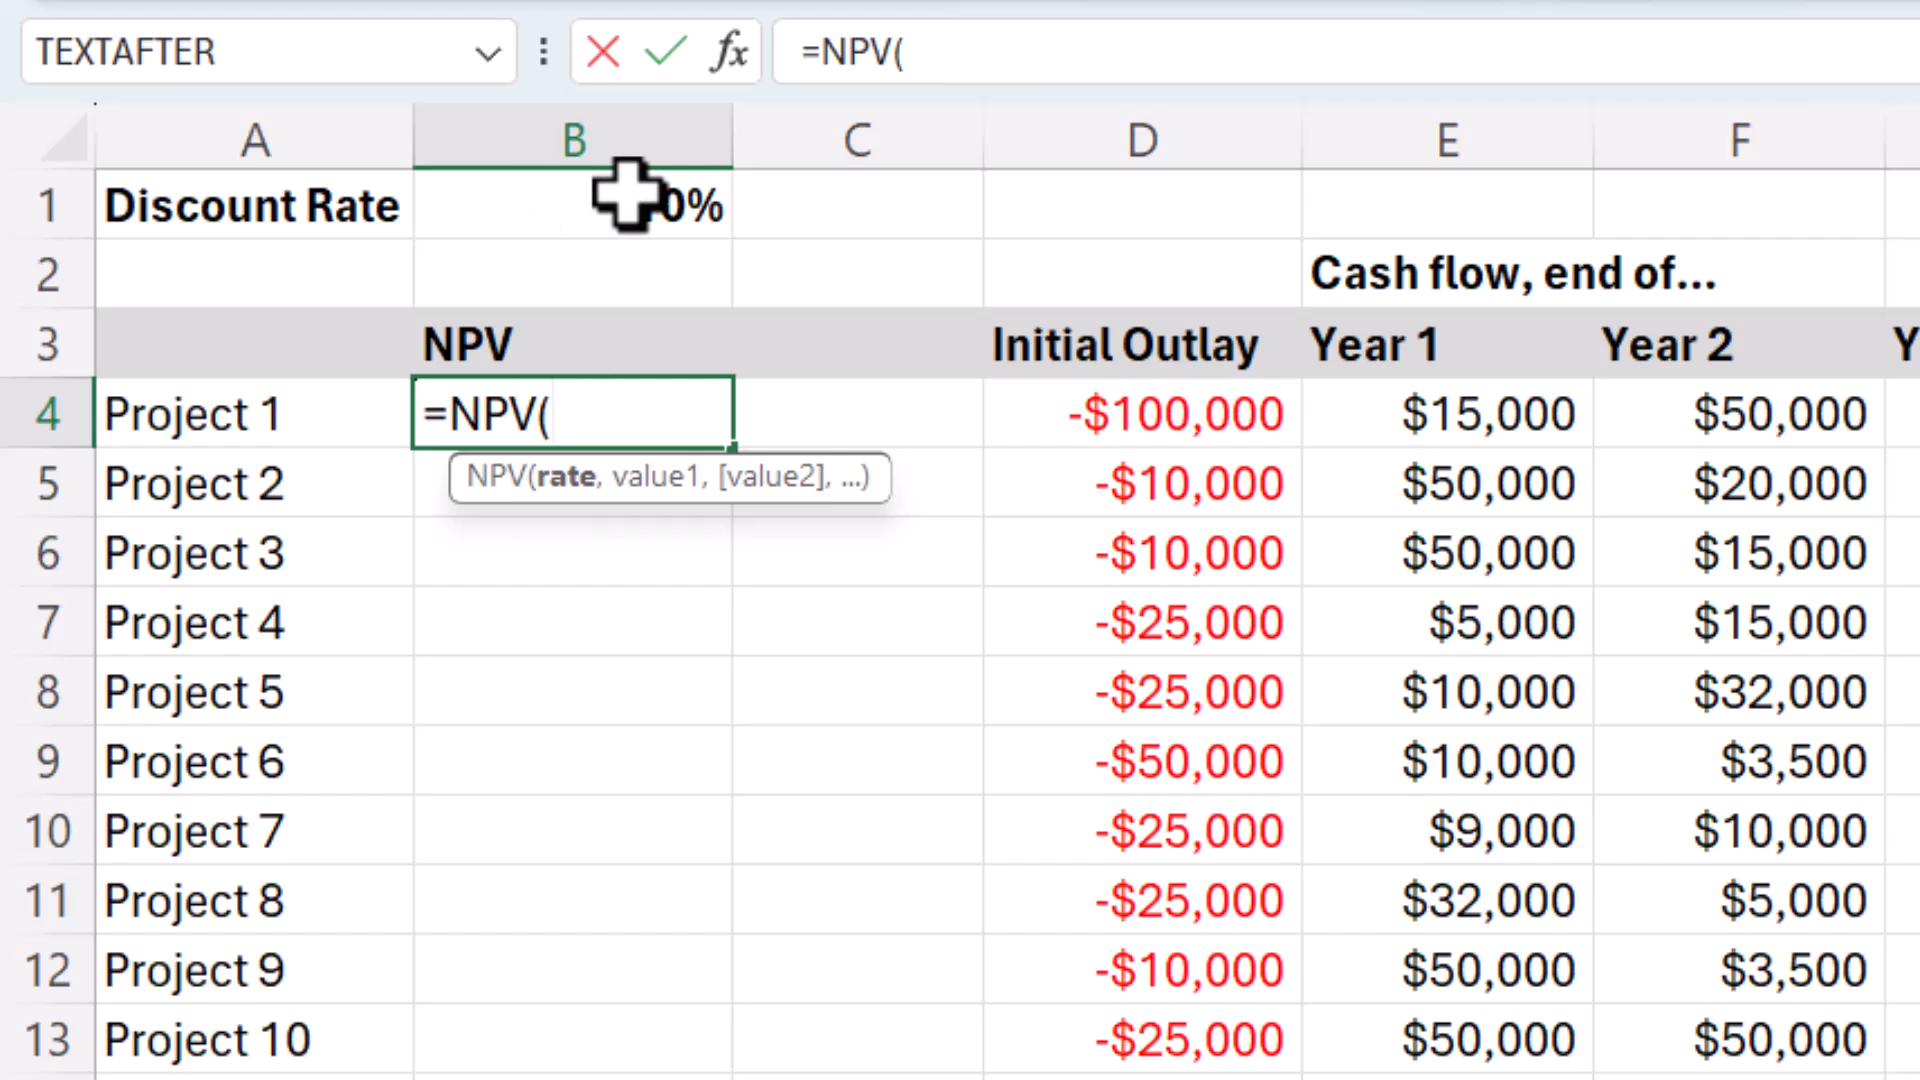 TEXTAFTER fx =NPV(
A B C D E F
1 Discount Rate 0%
2 Cash flow, end of...
3 NPV Initial Outlay Year 1 Year 2 Y
4 Project 1 =NPV( -$100,000 $15,000 $50,000
NPV(rate, value1, [value2], ...)
5 Project 2 -$10,000 $50,000 $20,000
6 Project 3 -$10,000 $50,000 $15,000
7 Project 4 -$25,000 $5,000 $15,000
8 Project 5 -$25,000 $10,000 $32,000
9 Project 6 -$50,000 $10,000 $3,500
10 Project 7 -$25,000 $9,000 $10,000
11 Project 8 -$25,000 $32,000 $5,000
12 Project 9 -$10,000 $50,000 $3,500
13 Project 10 -$25,000 $50,000 $50,000